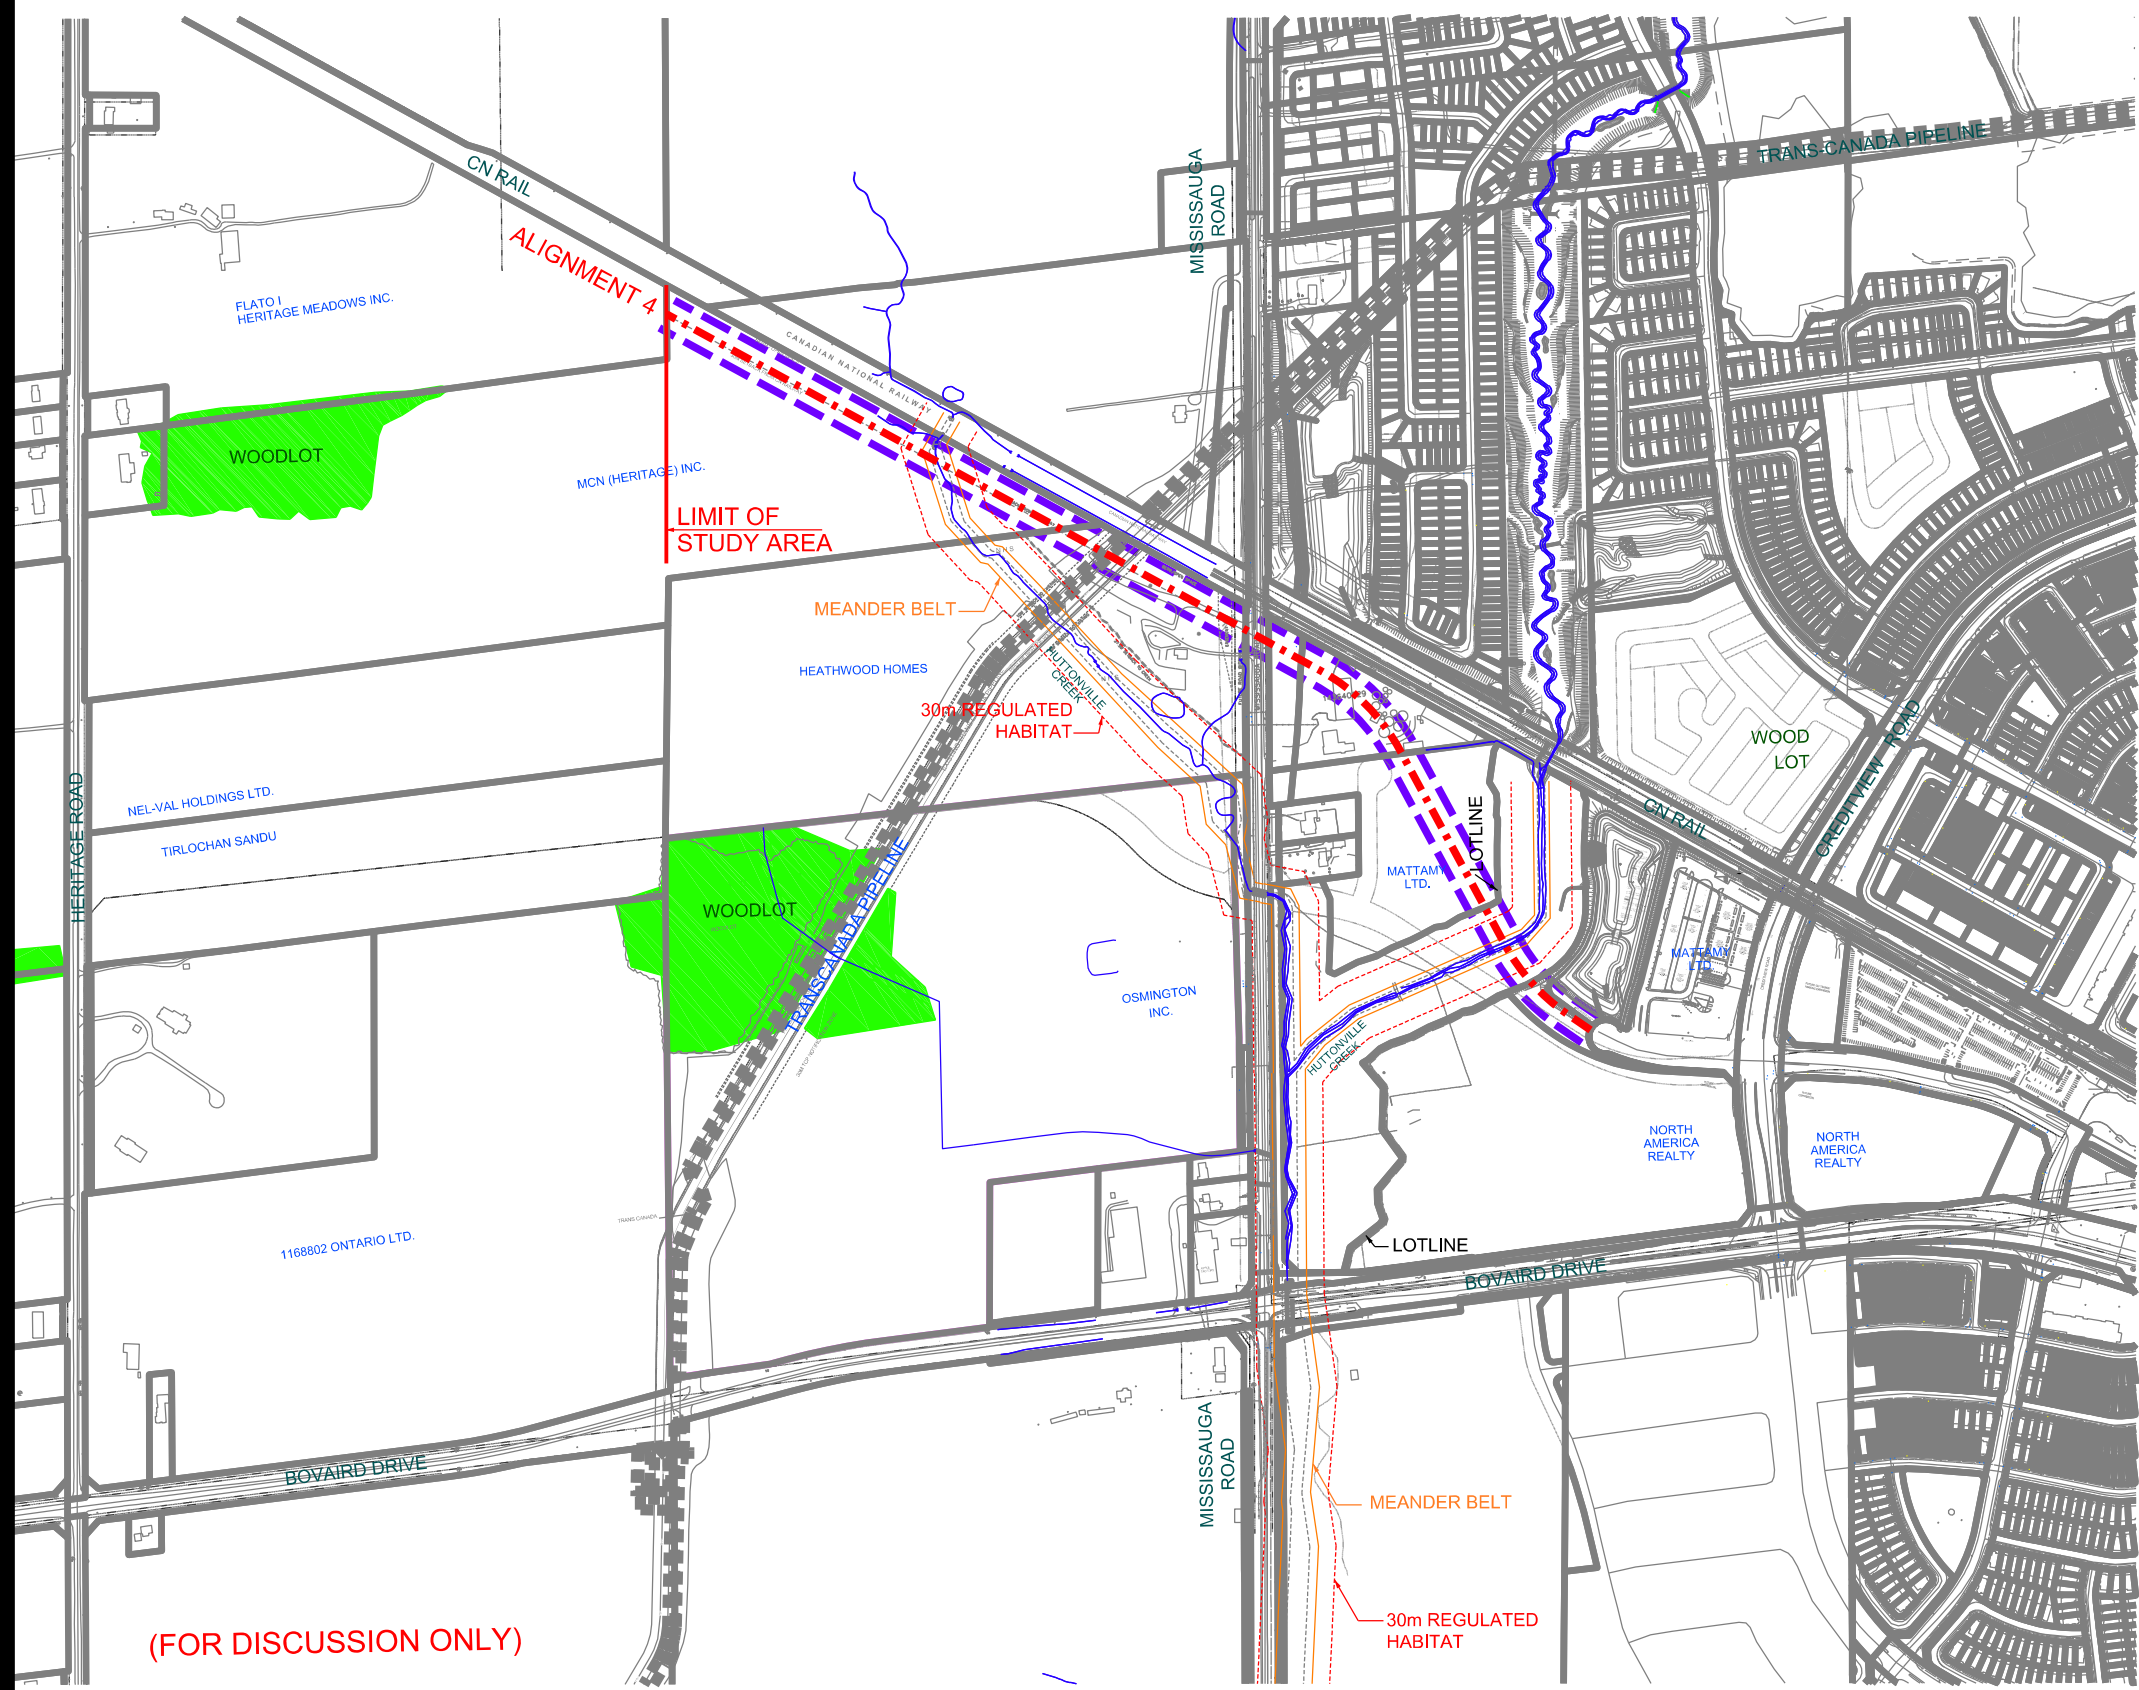 CN RAIL
MISSISSAUGA
ROAD
TRANS-CANADA PIPELINE
ALIGNMENT 4
FLATO I
HERITAGE MEADOWS INC.
CANADIAN NATIONAL RAILWAY
WOODLOT
MCN (HERITAGE) INC.
LIMIT OF
STUDY AREA
MEANDER BELT
HEATHWOOD HOMES
HUTTONVILLE
CREEK
30m REGULATED
HABITAT
WOOD
LOT
CREDITVIEW ROAD
CN RAIL
HERITAGE ROAD
NEL-VAL HOLDINGS LTD.
TIRLOCHAN SANDU
LOTLINE
MATTAMY
LTD.
WOODLOT
TRANSCANADA PIPELINE
MATTAMY
LTD.
OSMINGTON
INC.
HUTTONVILLE
CREEK
NORTH
AMERICA
REALTY
NORTH
AMERICA
REALTY
TRANS CANADA
1168802 ONTARIO LTD.
LOTLINE
BOVAIRD DRIVE
MISSISSAUGA
ROAD
BOVAIRD DRIVE
MEANDER BELT
30m REGULATED
HABITAT
(FOR DISCUSSION ONLY)